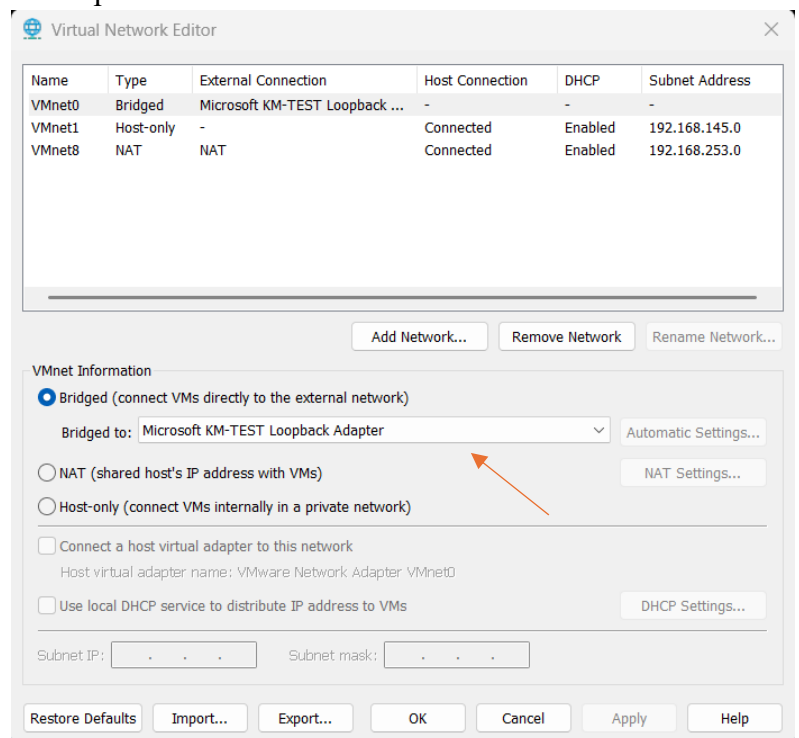 Virtual Network Editor
Name Type External Connection Host Connection DHCP Subnet Address
VMnet0 Bridged Microsoft KM-TEST Loopback ... - - -
VMnet1 Host-only - Connected Enabled 192.168.145.0
VMnet8 NAT NAT Connected Enabled 192.168.253.0
Add Network... Remove Network Rename Network...
VMnet Information
Bridged (connect VMs directly to the external network)
Bridged to: Microsoft KM-TEST Loopback Adapter Automatic Settings...
NAT (shared host's IP address with VMs) NAT Settings...
Host-only (connect VMs internally in a private network)
Connect a host virtual adapter to this network
Host virtual adapter name: VMware Network Adapter VMnet0
Use local DHCP service to distribute IP address to VMs DHCP Settings...
Subnet IP: . . . Subnet mask: . . .
Restore Defaults Import... Export... OK Cancel Apply Help